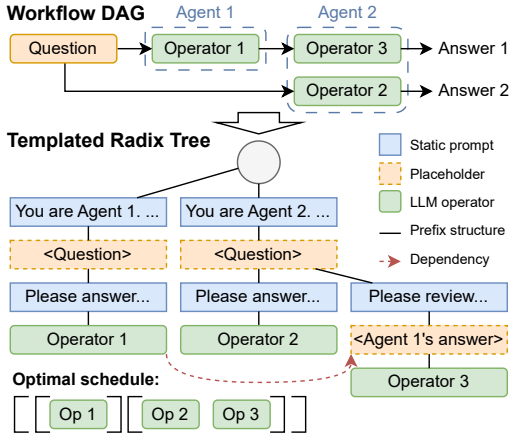 Workflow DAG
Agent 1
Agent 2
Question
Operator 1
Operator 3
Answer 1
Operator 2
Answer 2
Templated Radix Tree
Static prompt
Placeholder
LLM operator
Prefix structure
Dependency
You are Agent 1. ...
You are Agent 2. ...
<Question>
<Question>
Please answer...
Please answer...
Please review...
Operator 1
Operator 2
<Agent 1's answer>
Operator 3
Optimal schedule:
[ [ Op 1 ] [ Op 2 Op 3 ] ]